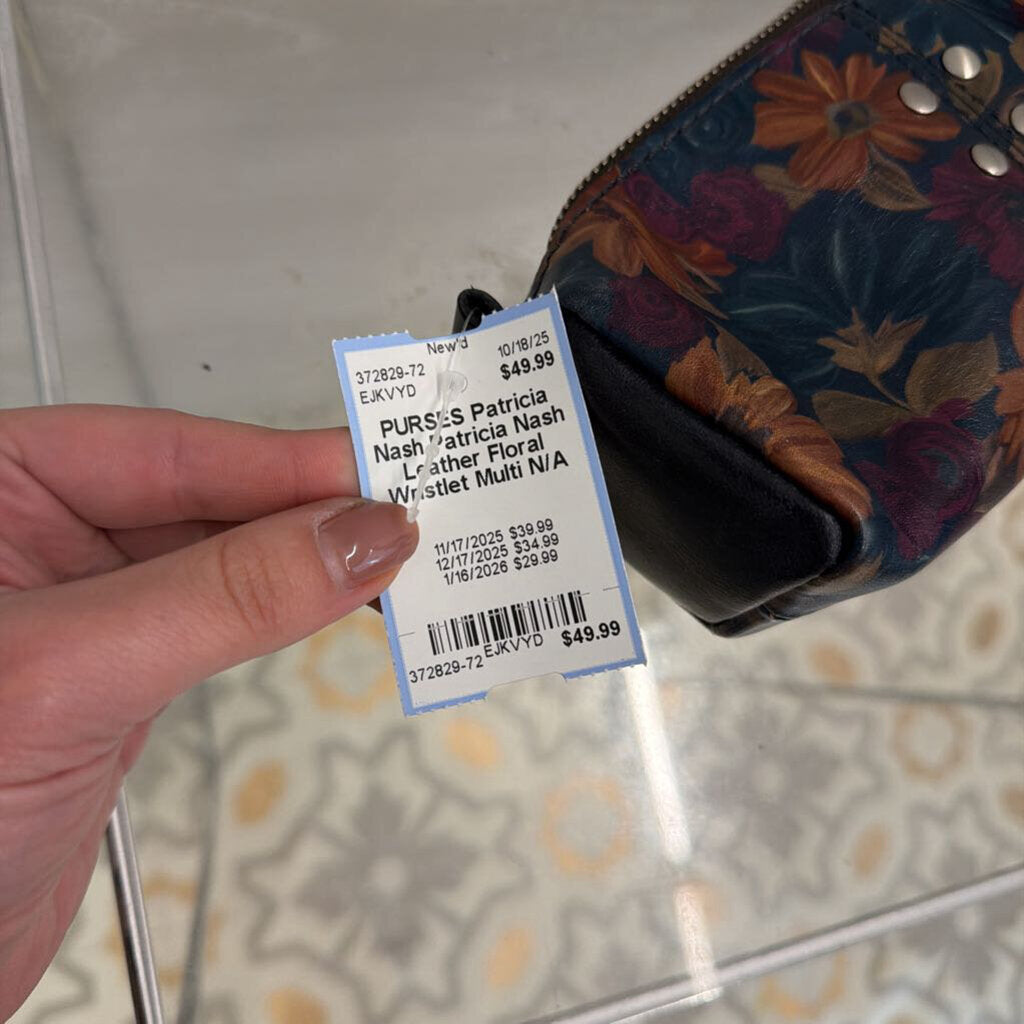 New'd 10/18/25
372829-72 $49.99
EJKVYD
PURSES Patricia
Nash Patricia Nash
Leather Floral
Wristlet Multi N/A
11/17/2025 $39.99
12/17/2025 $34.99
1/16/2026 $29.99
372829-72 EJKVYD $49.99